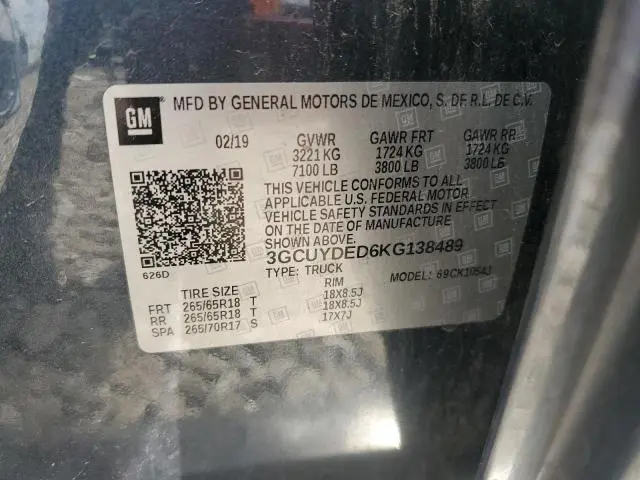 GM MFD BY GENERAL MOTORS DE MEXICO, S. DE R.L. DE C.V.
02/19 GVWR GAWR FRT GAWR RR
3221 KG 1724 KG 1724 KG
7100 LB 3800 LB 3800 LB
THIS VEHICLE CONFORMS TO ALL
APPLICABLE U.S. FEDERAL MOTOR
VEHICLE SAFETY STANDARDS IN EFFECT
ON THE DATE OF MANUFACTURE
SHOWN ABOVE.
3GCUYDED6KG138489
626D
TYPE: TRUCK MODEL: 69CK1054J
TIRE SIZE RIM
FRT 265/65R18 T 18X8.5J
RR 265/65R18 T 18X8.5J
SPA 265/70R17 S 17X7J